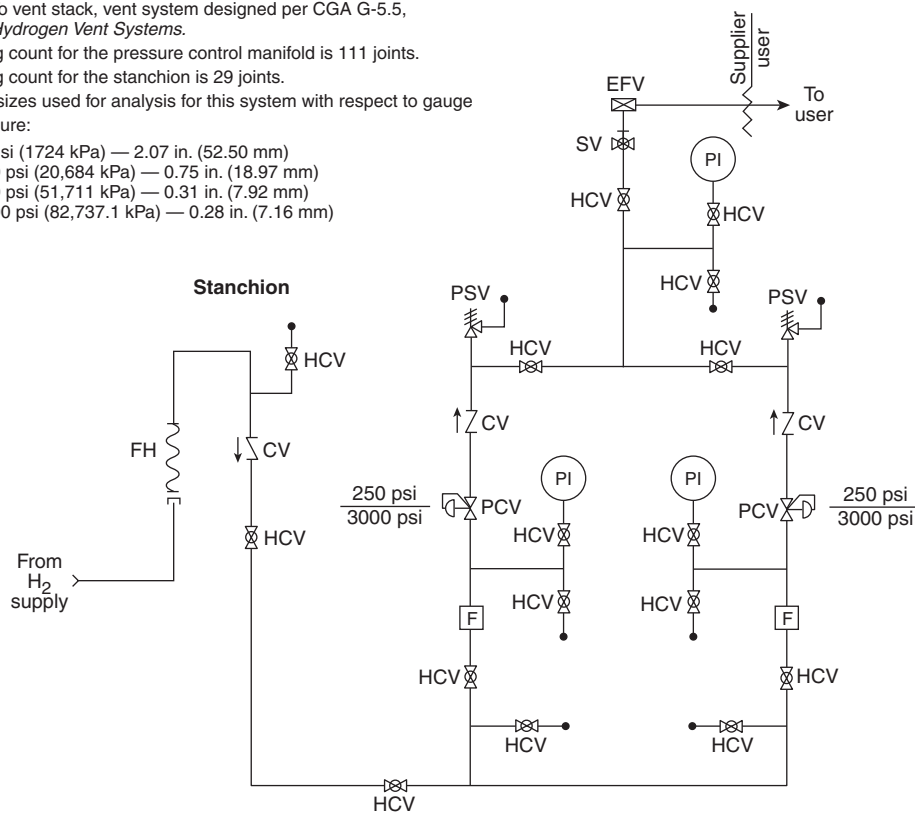 o vent stack, vent system designed per CGA G-5.5,
Hydrogen Vent Systems.
g count for the pressure control manifold is 111 joints.
g count for the stanchion is 29 joints.
sizes used for analysis for this system with respect to gauge
ure:
si (1724 kPa) — 2.07 in. (52.50 mm)
psi (20,684 kPa) — 0.75 in. (18.97 mm)
psi (51,711 kPa) — 0.31 in. (7.92 mm)
00 psi (82,737.1 kPa) — 0.28 in. (7.16 mm)
Supplier
user
EFV
To
user
SV
PI
HCV
HCV
HCV
Stanchion
PSV
PSV
HCV
HCV
HCV
FH
CV
CV
CV
PI
PI
250 psi
3000 psi
PCV
PCV
250 psi
3000 psi
HCV
HCV
HCV
From
H2
supply
HCV
HCV
F
F
HCV
HCV
HCV
HCV
HCV